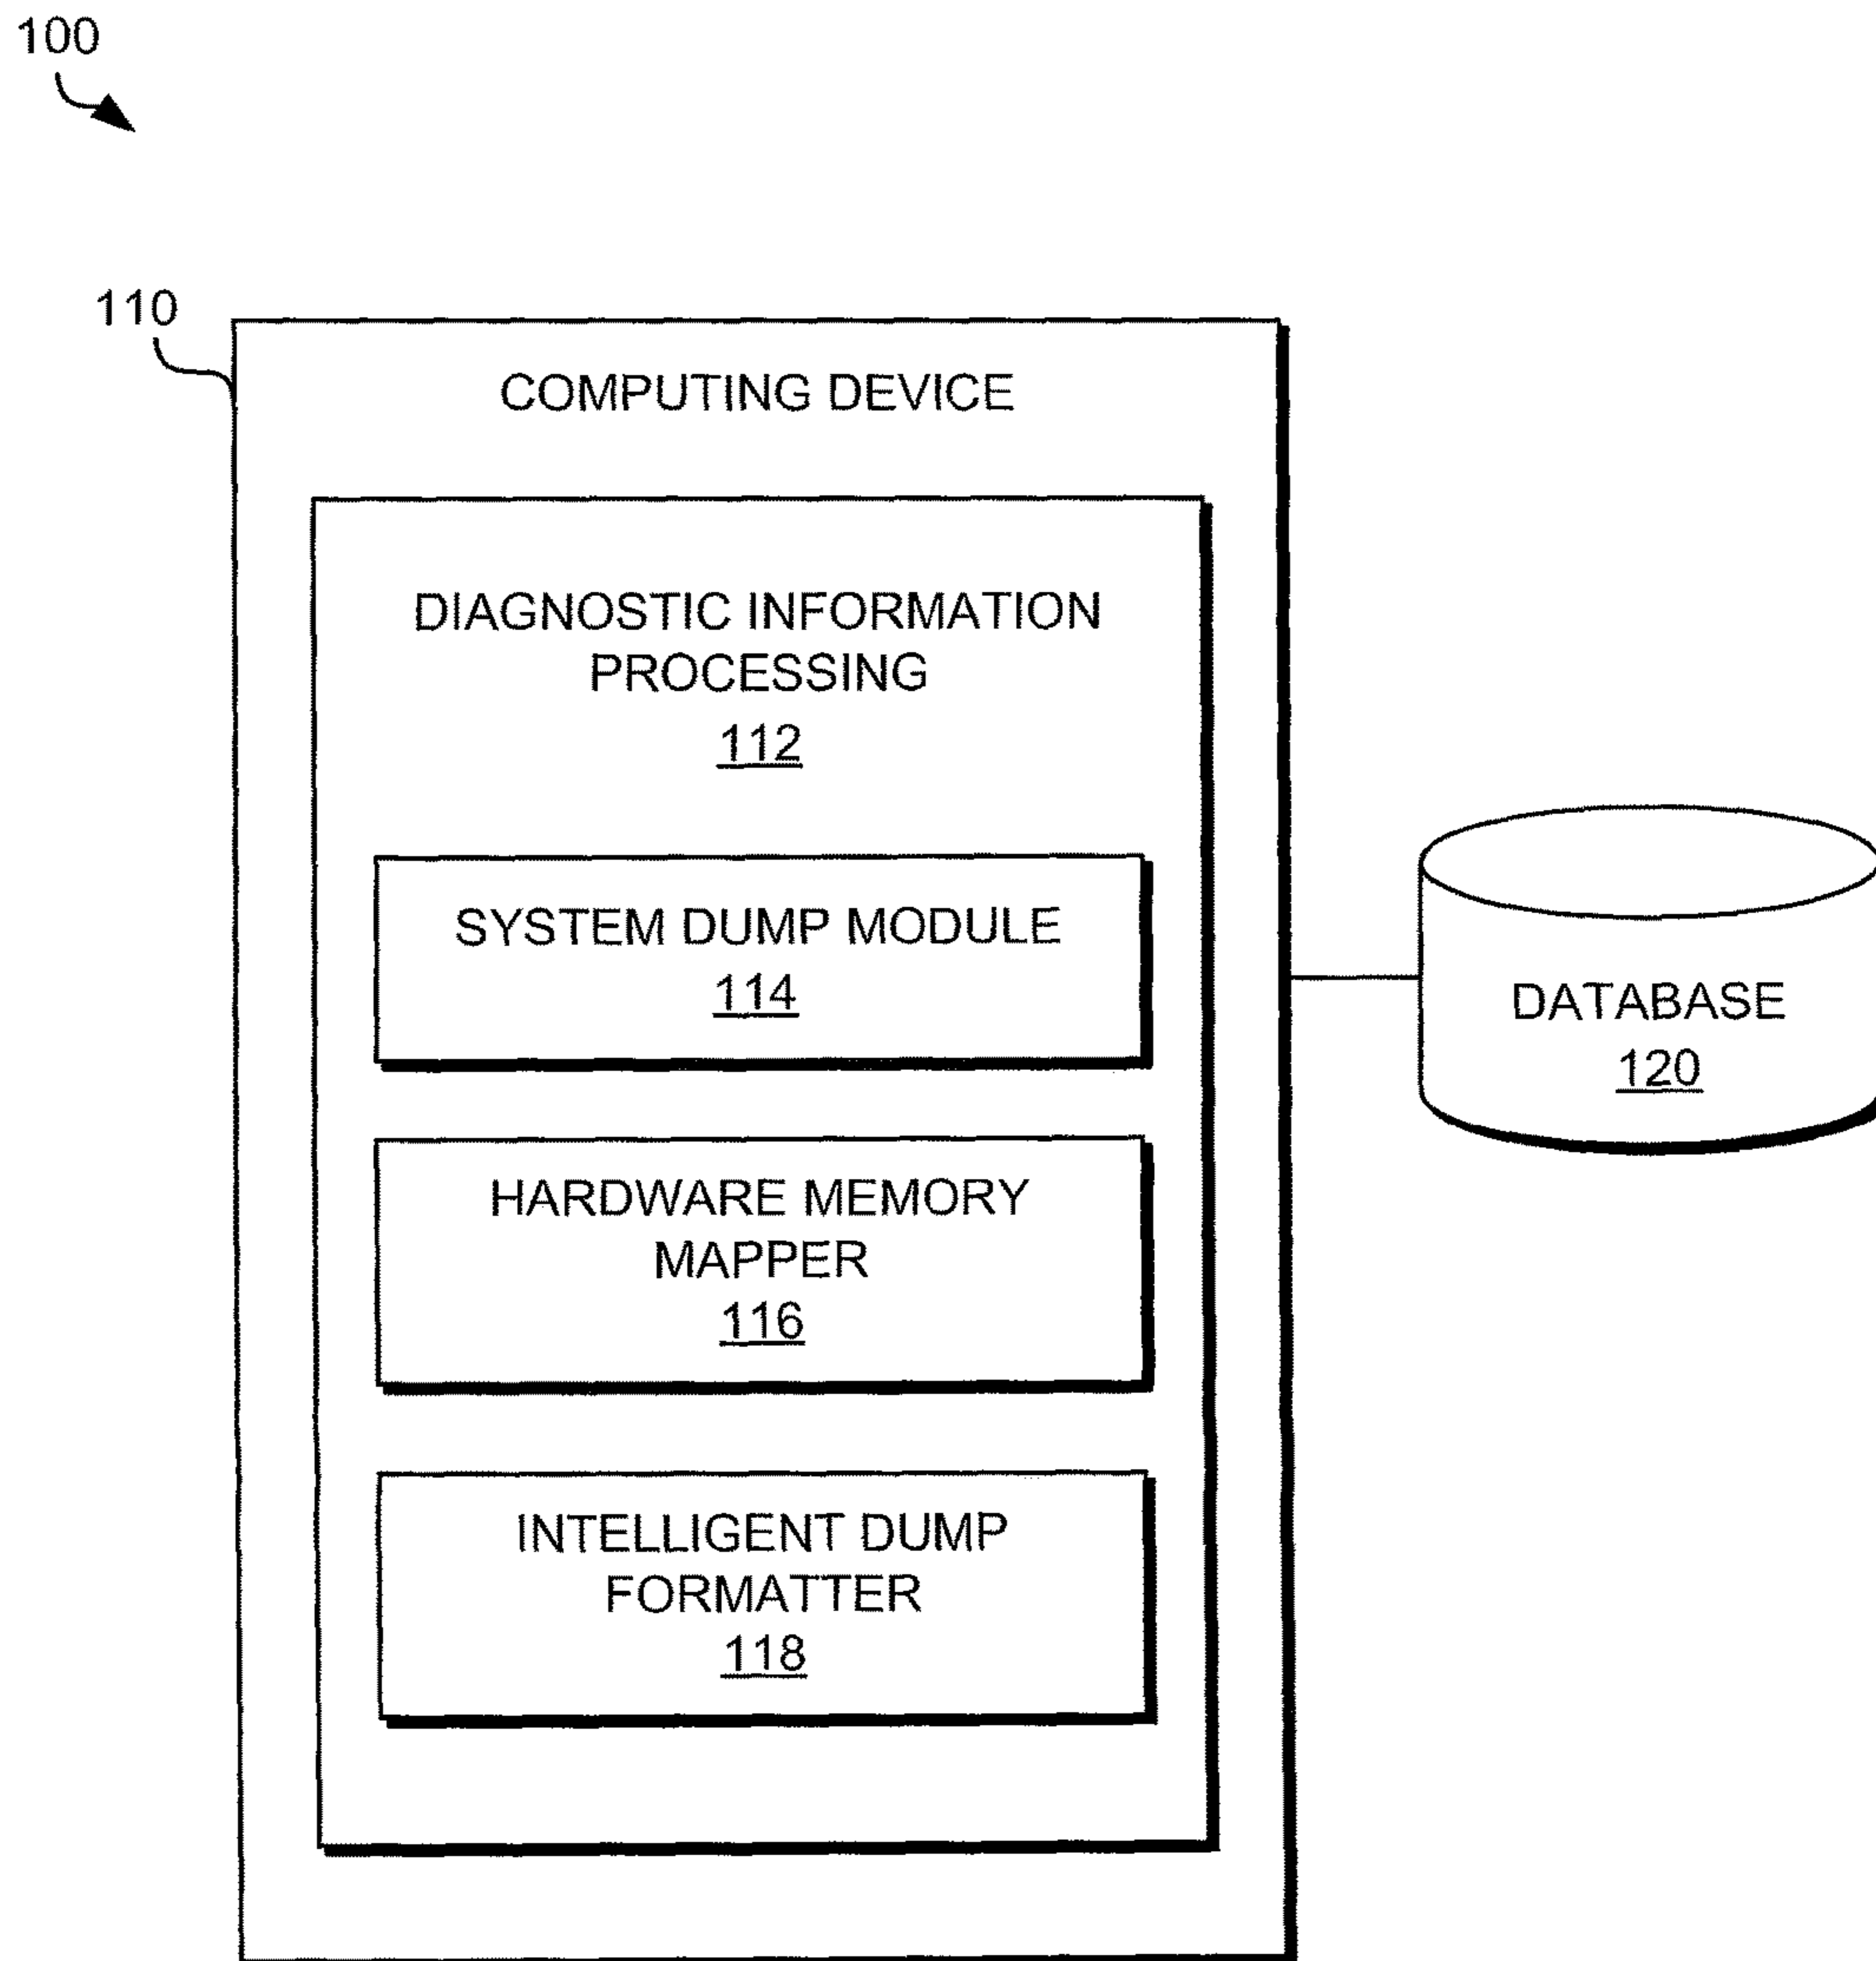 100
110
COMPUTING DEVICE
DIAGNOSTIC INFORMATION
PROCESSING
112
SYSTEM DUMP MODULE
114
HARDWARE MEMORY
MAPPER
116
INTELLIGENT DUMP
FORMATTER
118
DATABASE
120